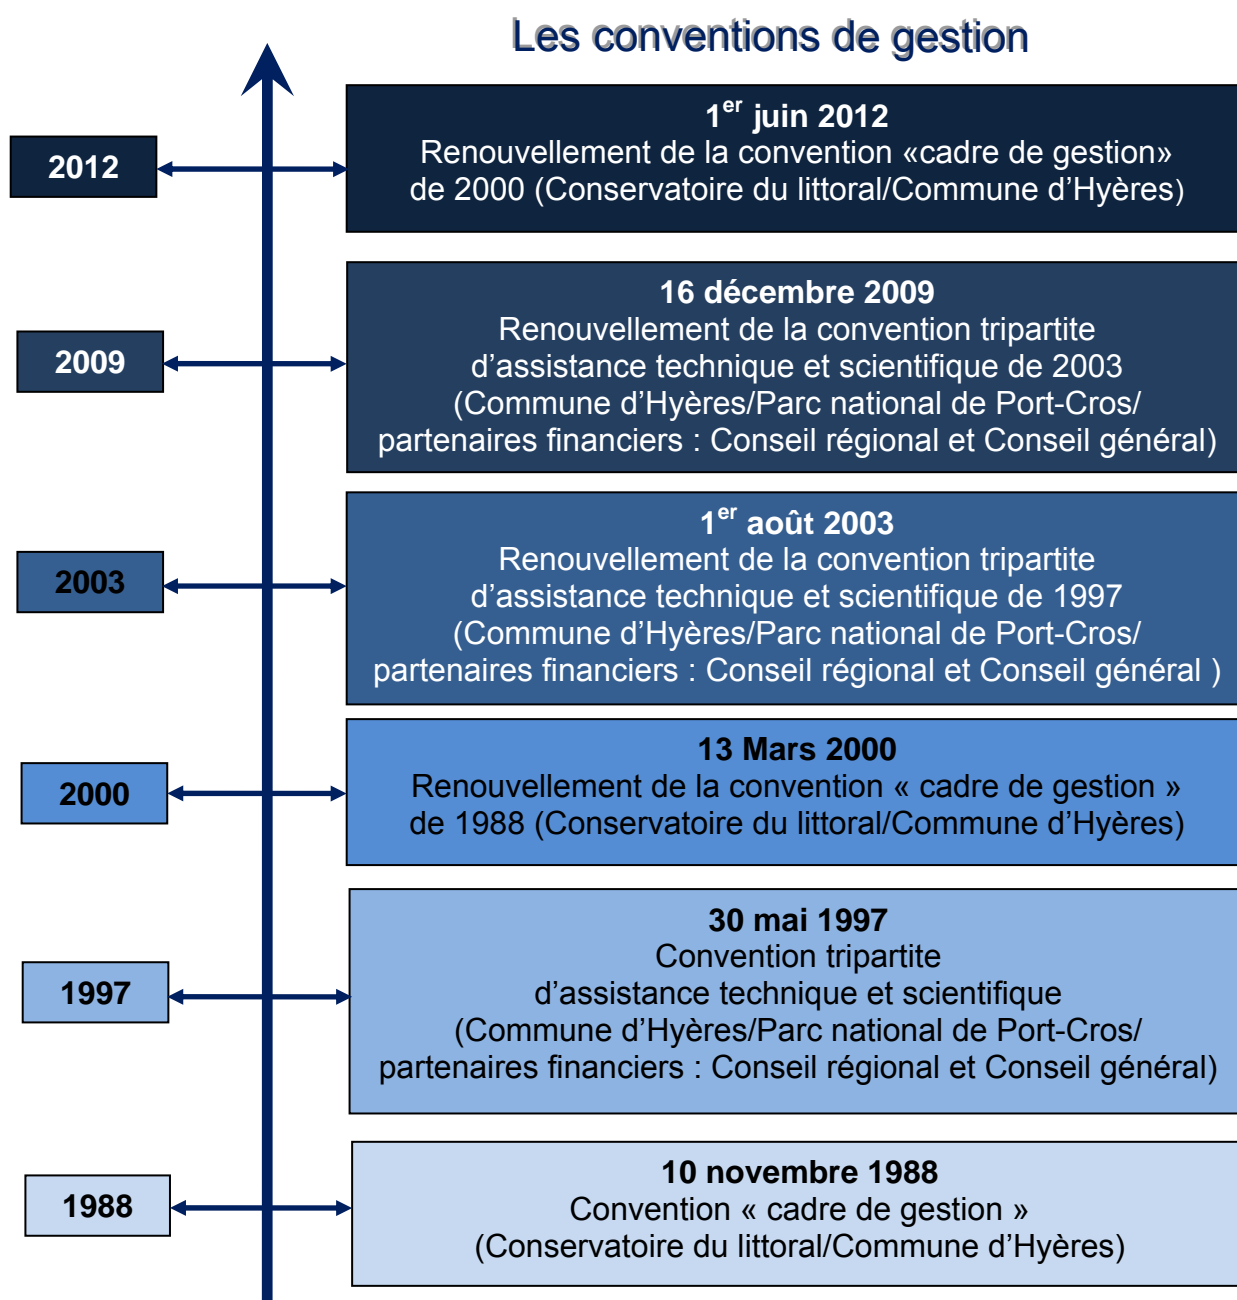 Les conventions de gestion
2012
1er juin 2012
Renouvellement de la convention «cadre de gestion»
de 2000 (Conservatoire du littoral/Commune d’Hyères)
2009
16 décembre 2009
Renouvellement de la convention tripartite
d’assistance technique et scientifique de 2003
(Commune d’Hyères/Parc national de Port-Cros/
partenaires financiers : Conseil régional et Conseil général)
2003
1er août 2003
Renouvellement de la convention tripartite
d’assistance technique et scientifique de 1997
(Commune d’Hyères/Parc national de Port-Cros/
partenaires financiers : Conseil régional et Conseil général )
2000
13 Mars 2000
Renouvellement de la convention « cadre de gestion »
de 1988 (Conservatoire du littoral/Commune d’Hyères)
1997
30 mai 1997
Convention tripartite
d’assistance technique et scientifique
(Commune d’Hyères/Parc national de Port-Cros/
partenaires financiers : Conseil régional et Conseil général)
1988
10 novembre 1988
Convention « cadre de gestion »
(Conservatoire du littoral/Commune d’Hyères)